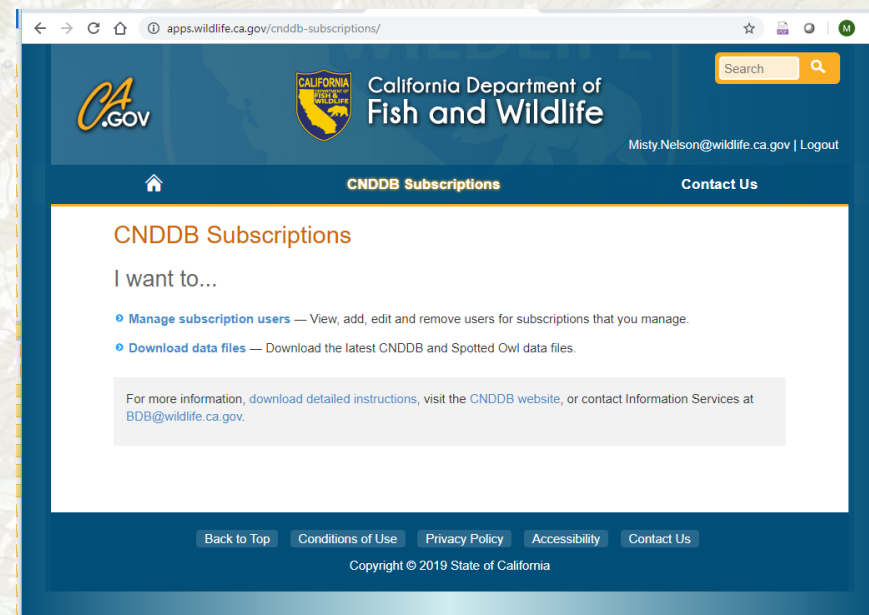 apps.wildlife.ca.gov/cnddb-subscriptions/
M
WILDLIFE
Search
CA
.GOV
CALIFORNIA
DEPARTMENT OF
FISH &
WILDLIFE
California Department of
Fish and Wildlife
Misty.Nelson@wildlife.ca.gov | Logout
CNDDB Subscriptions
Contact Us
CNDDB Subscriptions
I want to...
Manage subscription users — View, add, edit and remove users for subscriptions that you manage.
Download data files — Download the latest CNDDB and Spotted Owl data files.
For more information, download detailed instructions, visit the CNDDB website, or contact Information Services at
BDB@wildlife.ca.gov.
Back to Top
Conditions of Use
Privacy Policy
Accessibility
Contact Us
Copyright © 2019 State of California